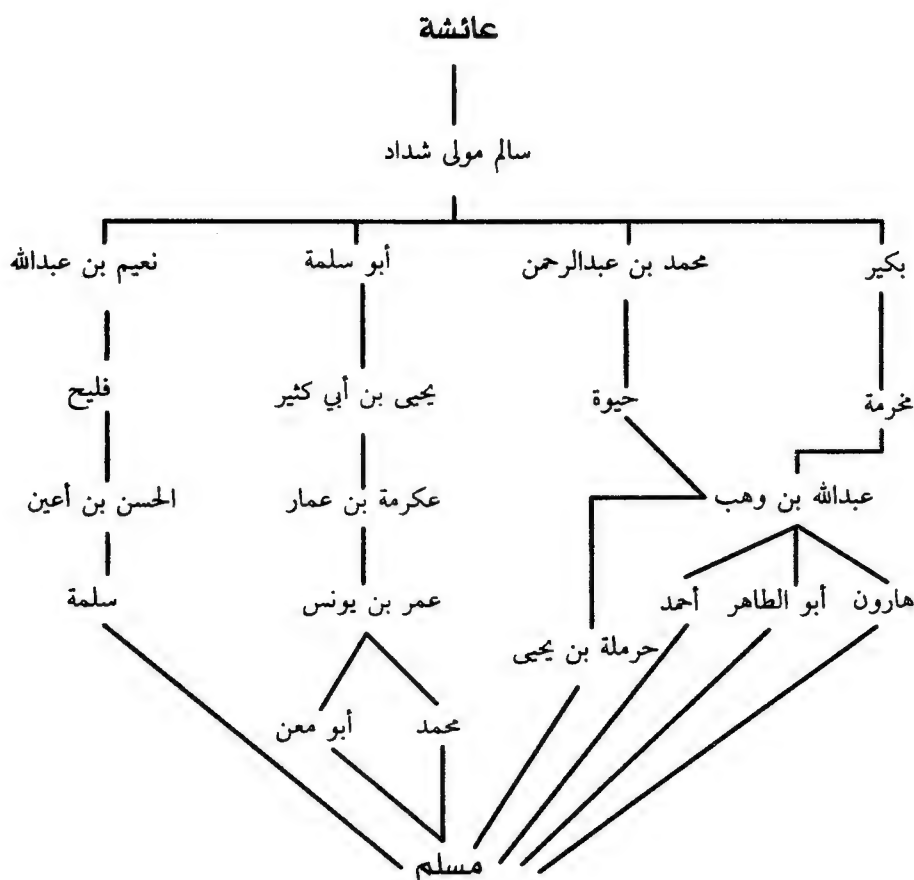 عائشة
سالم مولى شداد
بكير
محمد بن عبدالرحمن
أبو سلمة
نعيم بن عبدالله
مخرمة
حيوة
يحيى بن أبي كثير
فليح
عبدالله بن وهب
عكرمة بن عمار
الحسن بن أعين
هارون
أبو الطاهر
أحمد
عمر بن يونس
سلمة
حرملة بن يحيى
محمد
أبو معن
مسلم